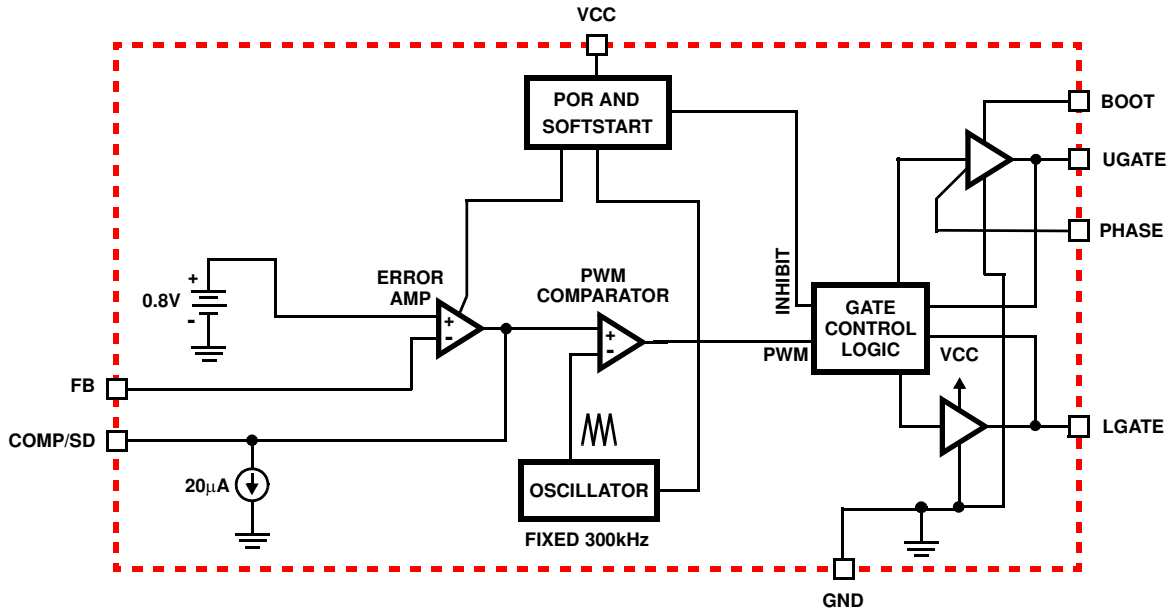 VCC
POR AND
SOFTSTART
BOOT
UGATE
PHASE
INHIBIT
+
0.8V
-
ERROR
AMP
+
-
PWM
COMPARATOR
+
-
GATE
CONTROL
LOGIC
PWM
VCC
FB
COMP/SD
LGATE
20μA
OSCILLATOR
FIXED 300kHz
GND